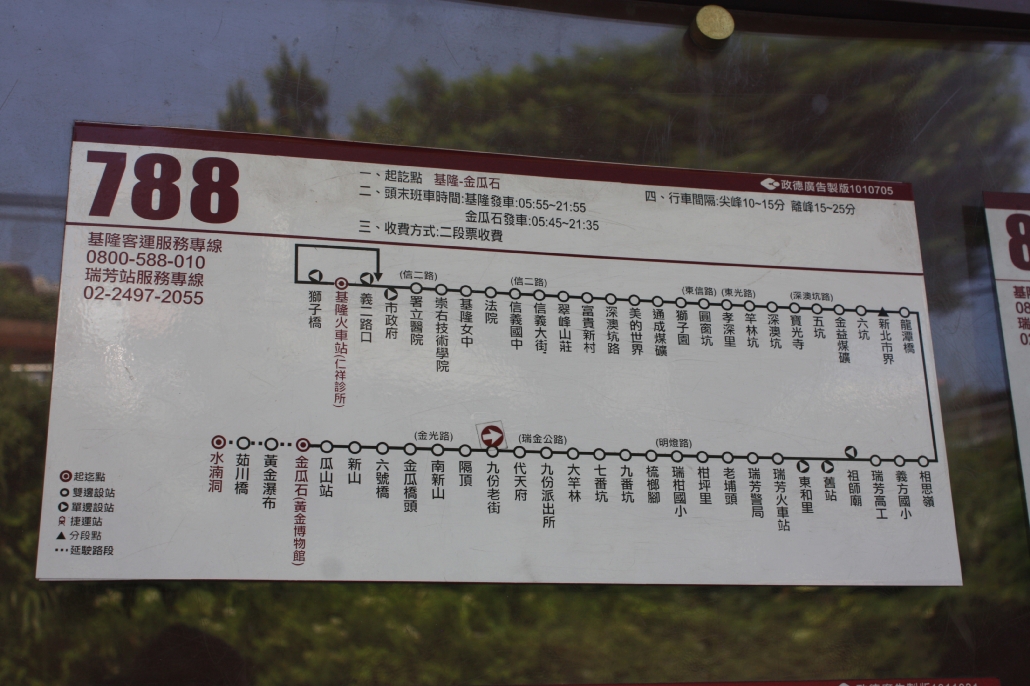 788
一、起訖點 基隆-金瓜石
二、頭末班車時間:基隆發車:05:55~21:55
金瓜石發車:05:45~21:35
三、收費方式:二段票收費
四、行車間隔:尖峰10~15分 離峰15~25分
政德廣告製版1010705
基隆客運服務專線
0800-588-010
瑞芳站服務專線
02-2497-2055
(信二路)
(信二路)
(東信路)
(東光路)
(深澳坑路)
獅子橋
基隆火車站(仁祥診所)
義二路口
市政府
署立醫院
崇右技術學院
基隆女中
法院
信義國中
信義大街
翠峰山莊
富貴新村
深澳坑路
美的世界
通成煤礦
獅子園
圓窗坑
孝深里
竿林坑
深澳坑
寶光寺
五坑
金益煤礦
六坑
新北市界
龍潭橋
(金光路)
(瑞金公路)
(明燈路)
水湳洞
茹川橋
黃金瀑布
金瓜石(黃金博物館)
瓜山站
新山
六號橋
金瓜橋頭
南新山
隔頂
九份老街
代天府
九份派出所
大竿林
七番坑
九番坑
梳榔腳
瑞柑國小
柑坪里
老埔頭
瑞芳警局
瑞芳火車站
東和里
舊站
祖師廟
瑞芳高工
義方國小
相思嶺
起訖點
雙邊設站
單邊設站
捷運站
分段點
延駛路段
8